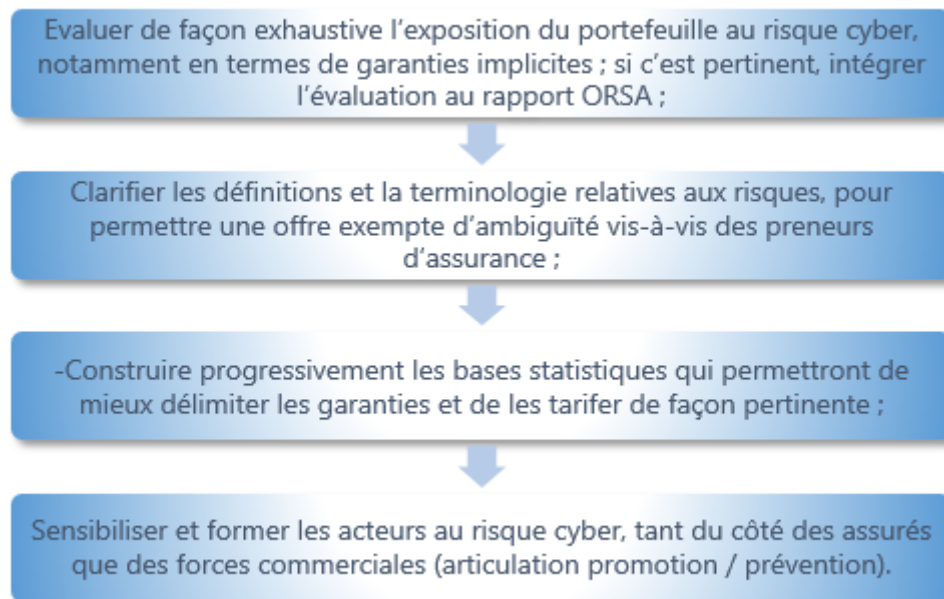 Evaluer de façon exhaustive l’exposition du portefeuille au risque cyber,
notamment en termes de garanties implicites ; si c’est pertinent, intégrer
l’évaluation au rapport ORSA ;
Clarifier les définitions et la terminologie relatives aux risques, pour
permettre une offre exempte d’ambiguïté vis-à-vis des preneurs
d’assurance ;
-Construire progressivement les bases statistiques qui permettront de
mieux délimiter les garanties et de les tarifer de façon pertinente ;
Sensibiliser et former les acteurs au risque cyber, tant du côté des assurés
que des forces commerciales (articulation promotion / prévention).